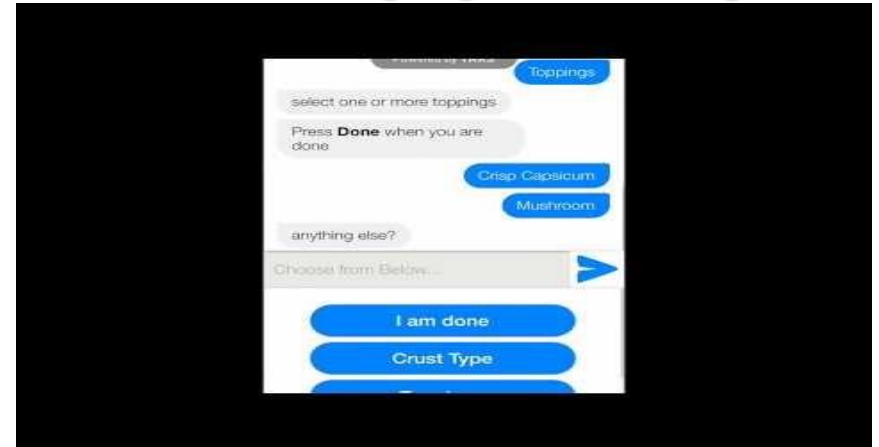 Toppings
select one or more toppings
Press Done when you are
done
Crisp Capsicum
Mushroom
anything else?
Choose from Below...
I am done
Crust Type